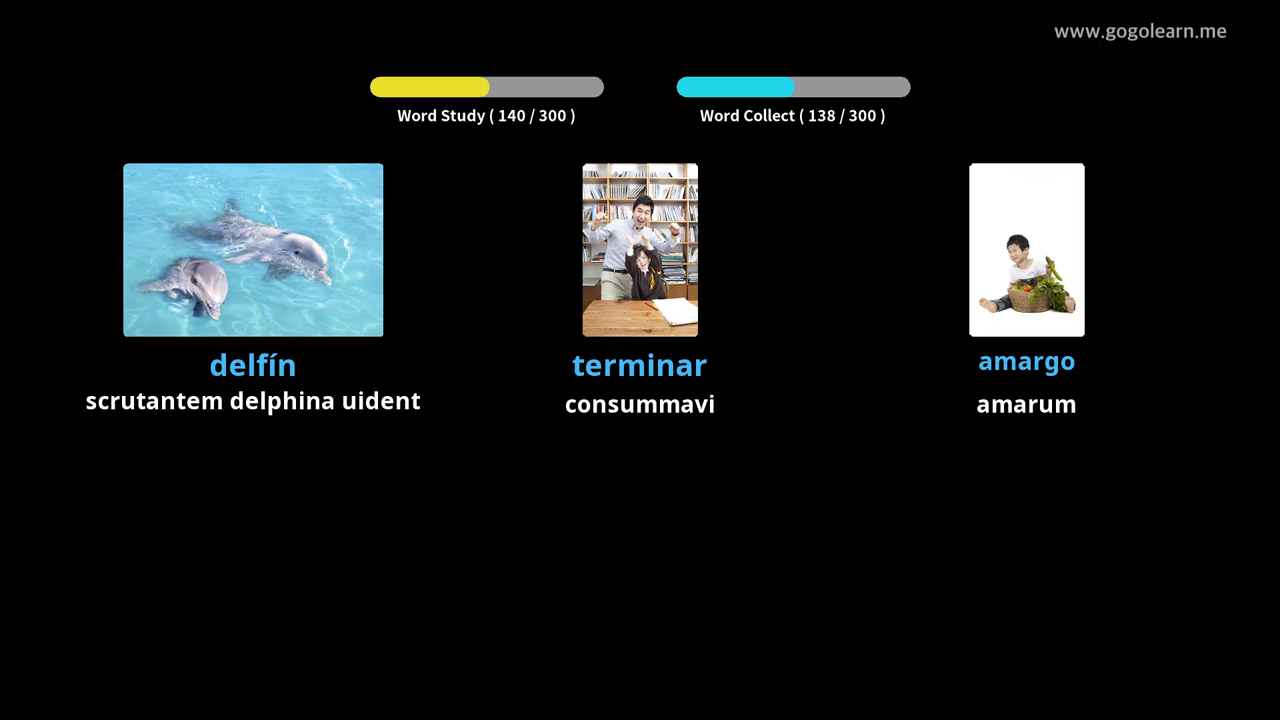 www.gogolearn.me
Word Study ( 140 / 300 )
Word Collect ( 138 / 300 )
delfín
terminar
amargo
scrutantem delphina uident
consummavi
amarum